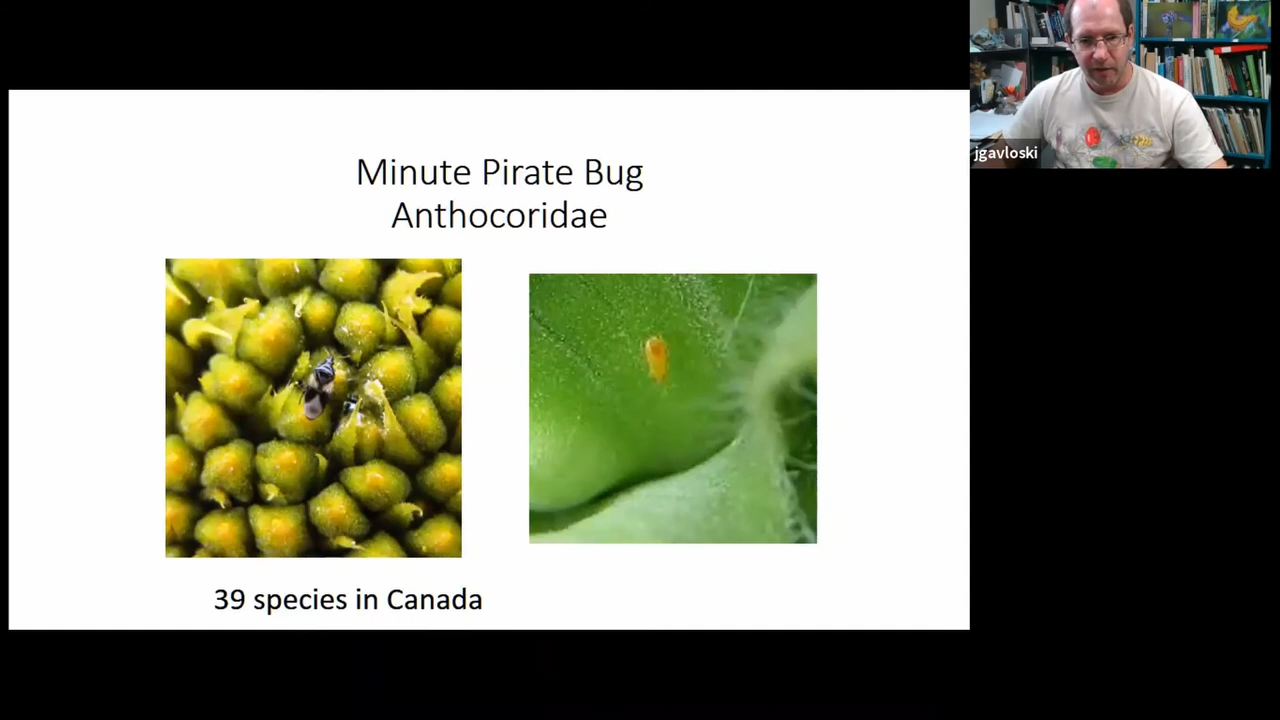 Minute Pirate Bug
Anthocoridae
39 species in Canada
jgavloski